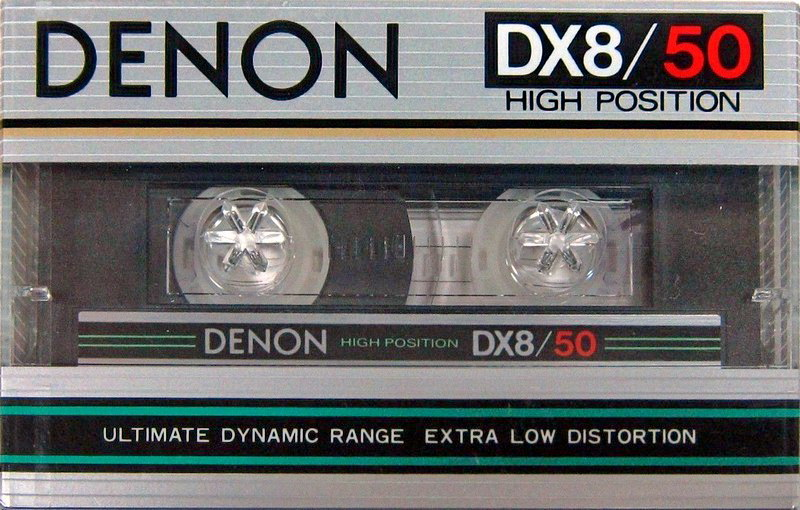 DENON
DX8/50
HIGH POSITION
DENON HIGH POSITION DX8/50
ULTIMATE DYNAMIC RANGE EXTRA LOW DISTORTION